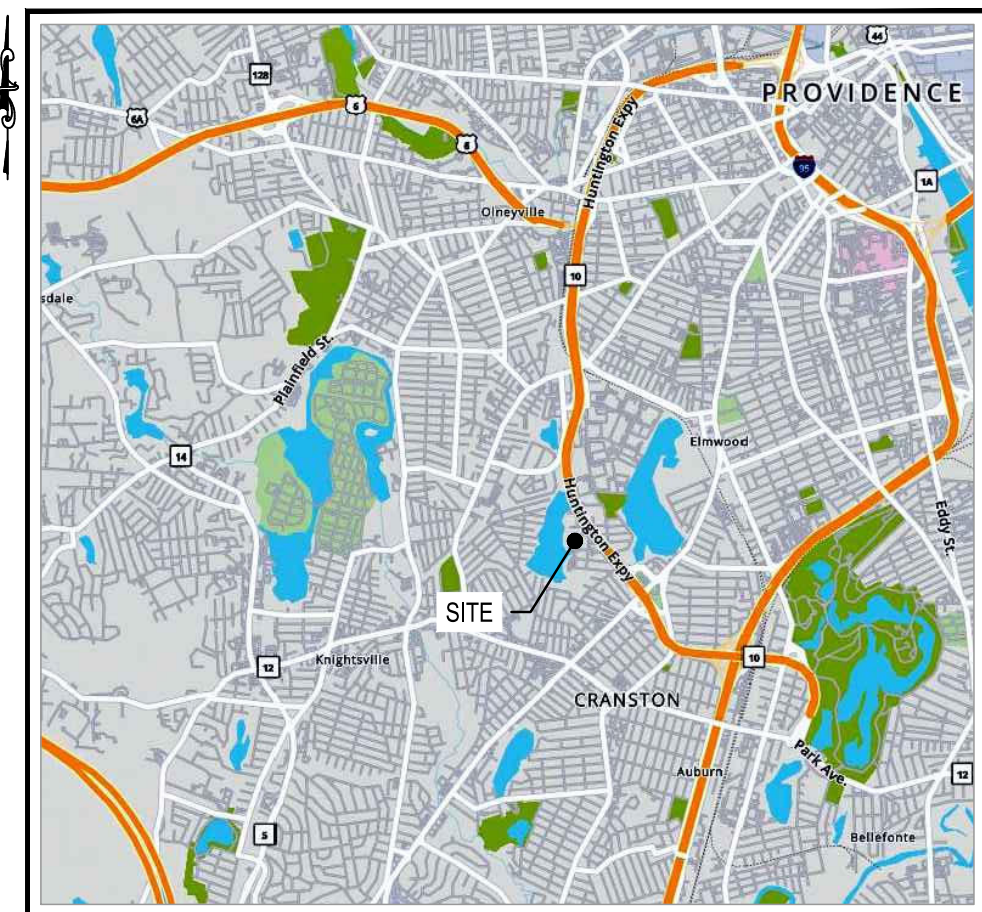 44
128
6
6A
PROVIDENCE
Huntington Expy
6
95
1A
Olneyville
10
sdale
Plainfield St.
Elmwood
14
Huntington Expy
Eddy St.
SITE
12
Knightsville
10
CRANSTON
Park Ave.
Auburn
12
5
Bellefonte